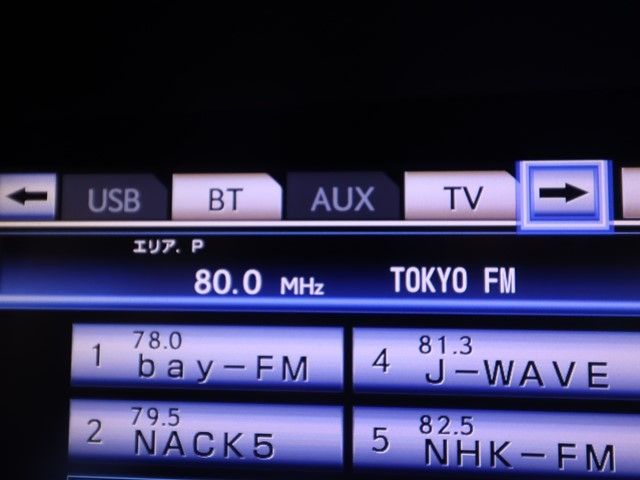 USB BT AUX TV
エリア.P
80.0 MHz TOKYO FM
1 78.0 bay-FM
4 81.3 J-WAVE
2 79.5 NACK5
5 82.5 NHK-FM